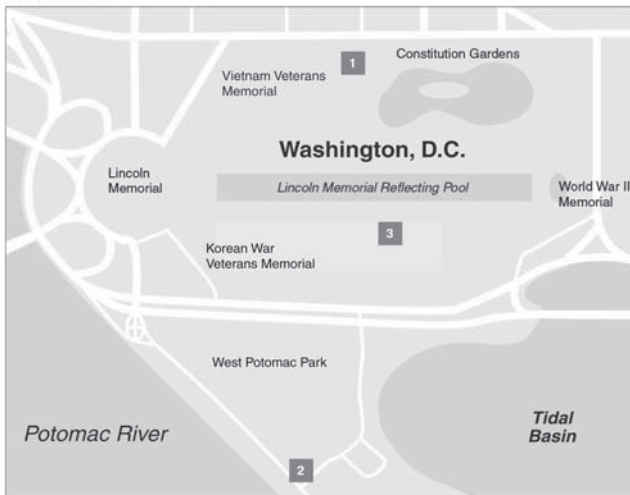 1
Constitution Gardens
Vietnam Veterans
Memorial
Washington, D.C.
Lincoln
Memorial
Lincoln Memorial Reflecting Pool
World War II
Memorial
3
Korean War
Veterans Memorial
West Potomac Park
Potomac River
Tidal
Basin
2